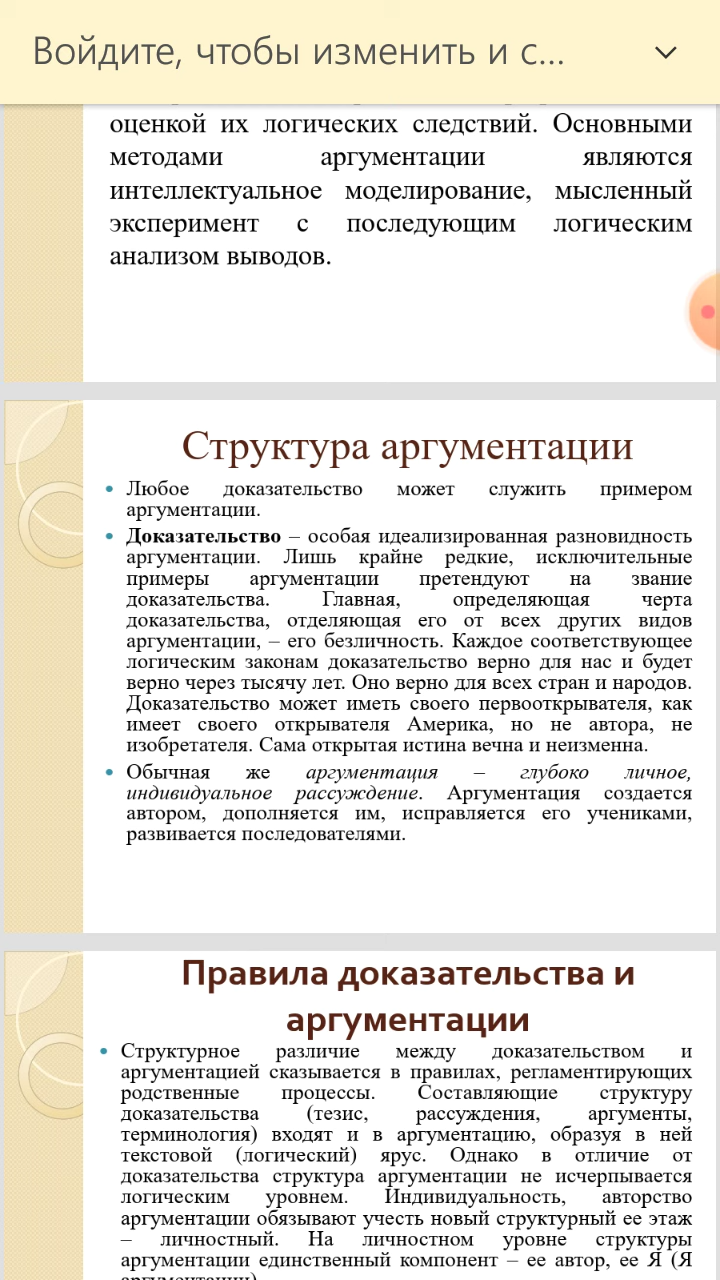 Войдите, чтобы изменить и с...
оценкой их логических следствий. Основными
методами аргументации являются
интеллектуальное моделирование, мысленный
эксперимент с последующим логическим
анализом выводов.
Структура аргументации
• Любое доказательство может служить примером
аргументации.
• Доказательство – особая идеализированная разновидность
аргументации. Лишь крайне редкие, исключительные
примеры аргументации претендуют на звание
доказательства. Главная, определяющая черта
доказательства, отделяющая его от всех других видов
аргументации, – его безличность. Каждое соответствующее
логическим законам доказательство верно для нас и будет
верно через тысячу лет. Оно верно для всех стран и народов.
Доказательство может иметь своего первооткрывателя, как
имеет своего открывателя Америка, но не автора, не
изобретателя. Сама открытая истина вечна и неизменна.
• Обычная же аргументация – глубоко личное,
индивидуальное рассуждение. Аргументация создается
автором, дополняется им, исправляется его учениками,
развивается последователями.
Правила доказательства и
аргументации
• Структурное различие между доказательством и
аргументацией сказывается в правилах, регламентирующих
родственные процессы. Составляющие структуру
доказательства (тезис, рассуждения, аргументы,
терминология) входят и в аргументацию, образуя в ней
текстовой (логический) ярус. Однако в отличие от
доказательства структура аргументации не исчерпывается
логическим уровнем. Индивидуальность, авторство
аргументации обязывают учесть новый структурный ее этаж
– личностный. На личностном уровне структуры
аргументации единственный компонент – ее автор, ее Я (Я